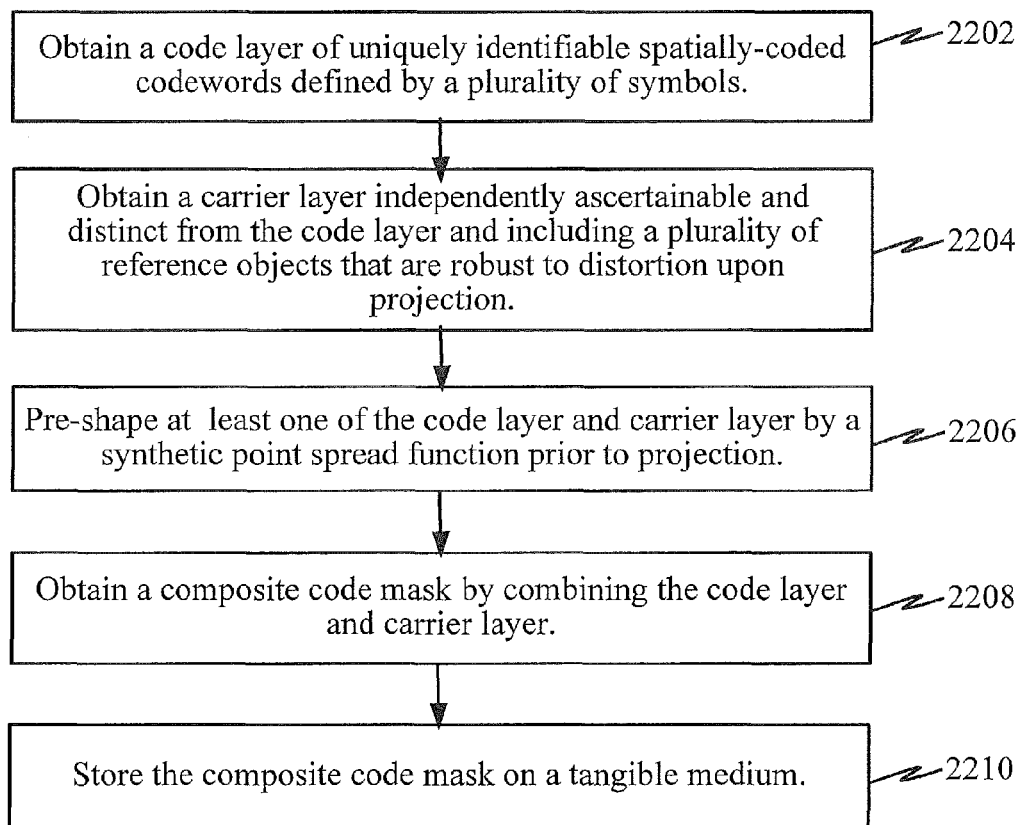 Obtain a code layer of uniquely identifiable spatially-coded
codewords defined by a plurality of symbols.
2202
Obtain a carrier layer independently ascertainable and
distinct from the code layer and including a plurality of
reference objects that are robust to distortion upon
projection.
2204
Pre-shape at least one of the code layer and carrier layer by a
synthetic point spread function prior to projection.
2206
Obtain a composite code mask by combining the code layer
and carrier layer.
2208
Store the composite code mask on a tangible medium.
2210